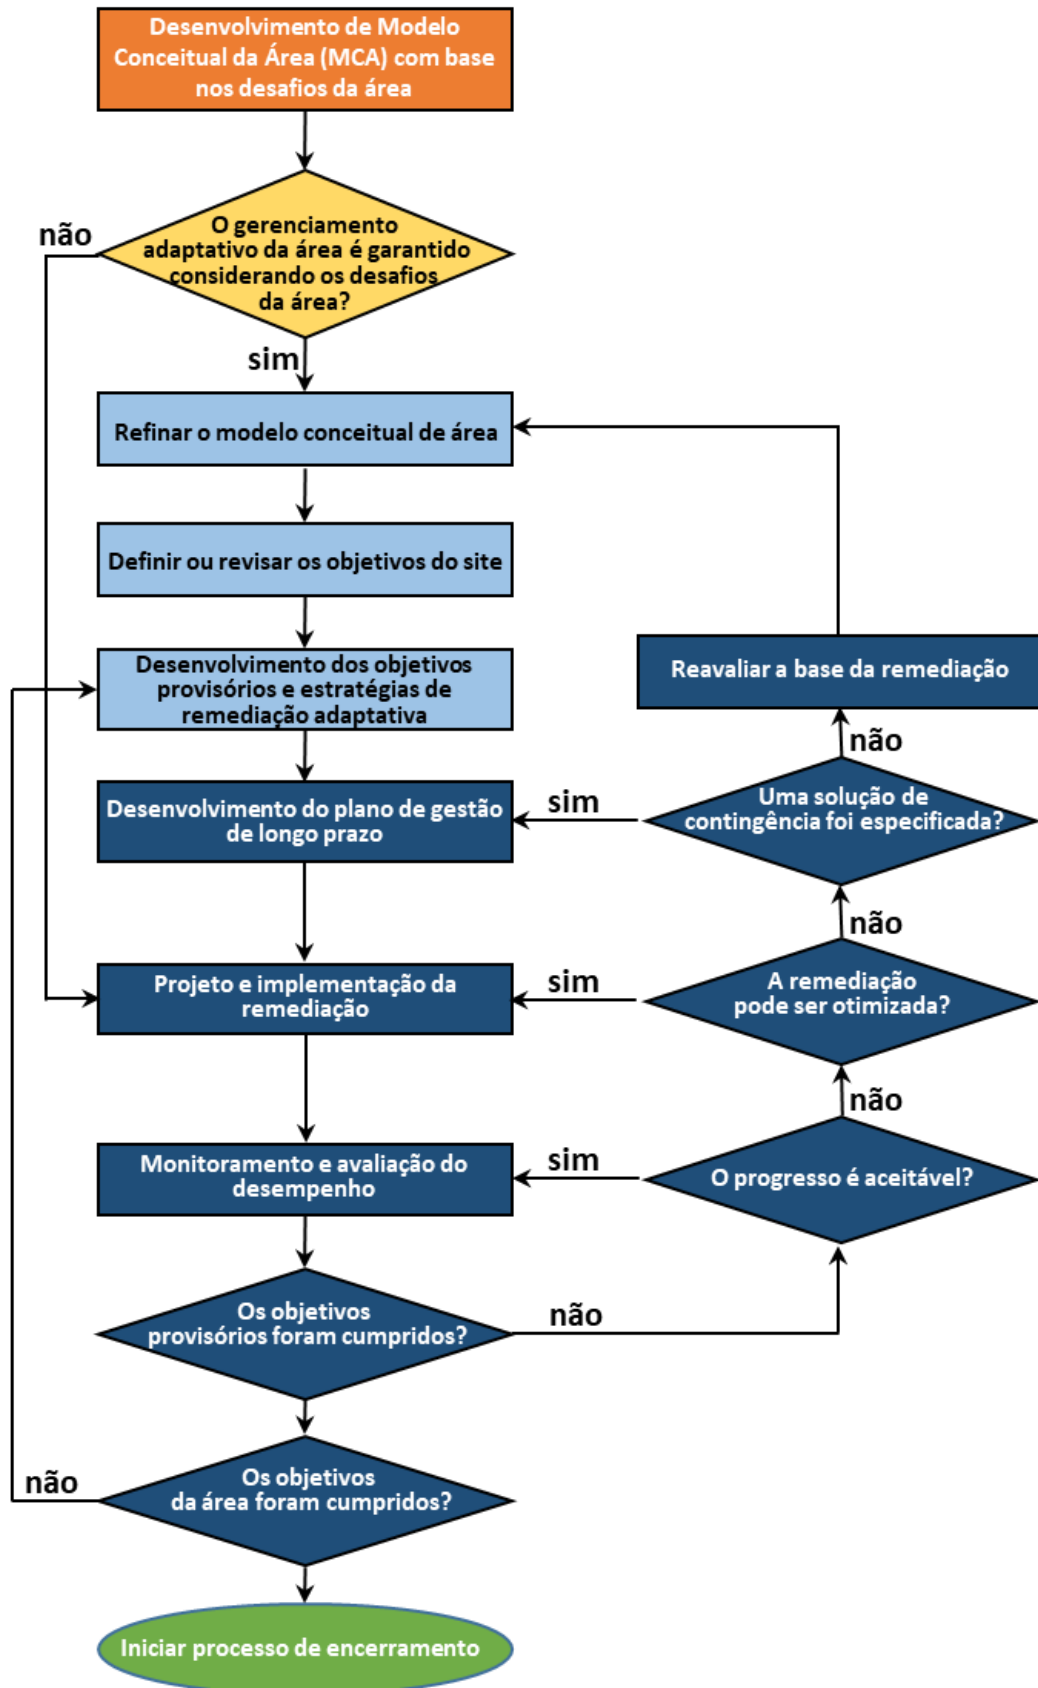 Desenvolvimento de Modelo
Conceitual da Área (MCA) com base
nos desafios da área
não
O gerenciamento
adaptativo da área é garantido
considerando os desafios
da área?
sim
Refinar o modelo conceitual de área
Definir ou revisar os objetivos do site
Desenvolvimento dos objetivos
provisórios e estratégias de
remediação adaptativa
Reavaliar a base da remediação
não
Desenvolvimento do plano de gestão
de longo prazo
sim
Uma solução de
contingência foi especificada?
não
Projeto e implementação da
remediação
sim
A remediação
pode ser otimizada?
não
Monitoramento e avaliação do
desempenho
sim
O progresso é aceitável?
Os objetivos
provisórios foram cumpridos?
não
não
Os objetivos
da área foram cumpridos?
Iniciar processo de encerramento